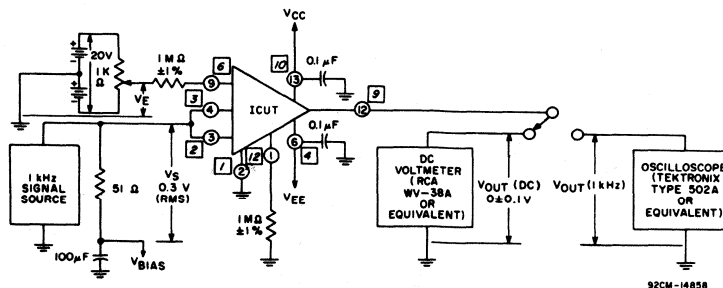 VCC
20V
1K
Ω
VE
1 MΩ
±1%
6
9
3
4
2
3
ICUT
10
13
0.1 μF
9
12
0.1 μF
6
4
VEE
1
2
12
1
1 MΩ
±1%
1 kHz
SIGNAL
SOURCE
51 Ω
VS
0.3 V
(RMS)
100μF
VBIAS
DC
VOLTMETER
(RCA
WV-38A
OR
EQUIVALENT)
VOUT (DC)
0±0.1V
VOUT (1 kHz)
OSCILLOSCOPE
(TEKTRONIX
TYPE 502A
OR
EQUIVALENT)
92CM-14858